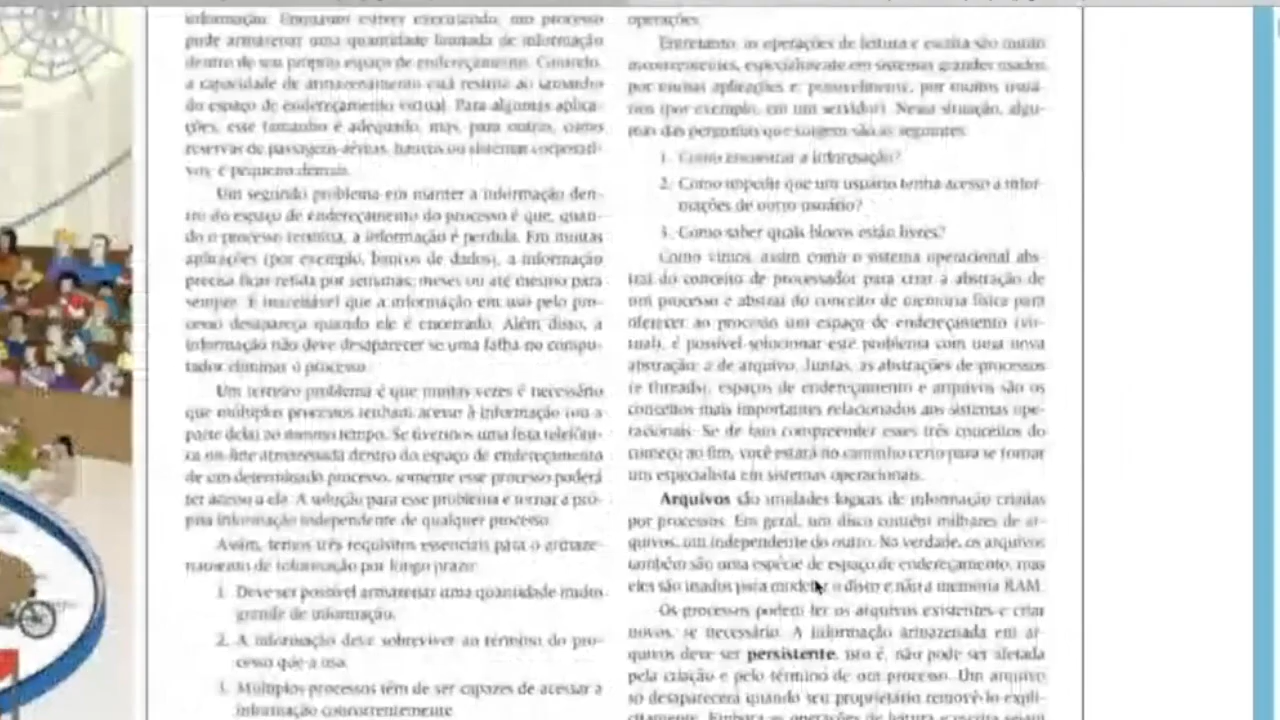 informação. Enquanto estiver executando, um processo
pode armazenar uma quantidade limitada de informação
dentro de seu próprio espaço de endereçamento. Contudo,
a capacidade de armazenamento está restrita ao tamanho
do espaço de endereçamento virtual. Para algumas aplica-
ções, esse tamanho é adequado, mas, para outras, como
reservas de passagens aéreas, bancos ou sistemas corporati-
vos, é pequeno demais.
Um segundo problema em manter a informação den-
tro do espaço de endereçamento do processo é que, quan-
do o processo termina, a informação é perdida. Em muitas
aplicações (por exemplo, bancos de dados), a informação
precisa ficar retida por semanas, meses ou até mesmo para
sempre. É inaceitável que a informação em uso pelo pro-
cesso desapareça quando ele é encerrado. Além disso, a
informação não deve desaparecer se uma falha no compu-
tador eliminar o processo.
Um terceiro problema é que muitas vezes é necessário
que múltiplos processos tenham acesso à informação (ou a
parte dela) ao mesmo tempo. Se tivermos uma lista telefôni-
ca on-line armazenada dentro do espaço de endereçamento
de um determinado processo, somente esse processo poderá
ter acesso a ela. A solução para esse problema é tornar a pró-
pria informação independente de qualquer processo.
Assim, temos três requisitos essenciais para o armaze-
namento de informação por longo prazo:
1. Deve ser possível armazenar uma quantidade muito
grande de informação.
2. A informação deve sobreviver ao término do pro-
cesso que a usa.
3. Múltiplos processos têm de ser capazes de acessar a
informação concorrentemente.
operações.
Entretanto, as operações de leitura e escrita são muito
inconvenientes, especialmente em sistemas grandes usados
por muitas aplicações e, possivelmente, por muitos usuá-
rios (por exemplo, em um servidor). Nessa situação, algu-
mas das perguntas que surgem são as seguintes:
1. Como encontrar a informação?
2. Como impedir que um usuário tenha acesso a infor-
mações de outro usuário?
3. Como saber quais blocos estão livres?
Como vimos, assim como o sistema operacional abs-
trai do conceito de processador para criar a abstração de
um processo e abstrai do conceito de memória física para
oferecer ao processo um espaço de endereçamento (vir-
tual), é possível solucionar este problema com uma nova
abstração: a de arquivo. Juntas, as abstrações de processos
(e threads), espaços de endereçamento e arquivos são os
conceitos mais importantes relacionados aos sistemas ope-
racionais. Se de fato compreender esses três conceitos do
começo ao fim, você estará no caminho certo para se tornar
um especialista em sistemas operacionais.
Arquivos são unidades lógicas de informação criadas
por processos. Em geral, um disco contém milhares de ar-
quivos, um independente do outro. Na verdade, os arquivos
também são uma espécie de espaço de endereçamento, mas
eles são usados para modelar o disco e não a memória RAM.
Os processos podem ler os arquivos existentes e criar
novos, se necessário. A informação armazenada em ar-
quivos deve ser persistente, isto é, não pode ser afetada
pela criação e pelo término de um processo. Um arquivo
só desaparecerá quando seu proprietário removê-lo expli-
citamente. Embora as operações de leitura e escrita sejam